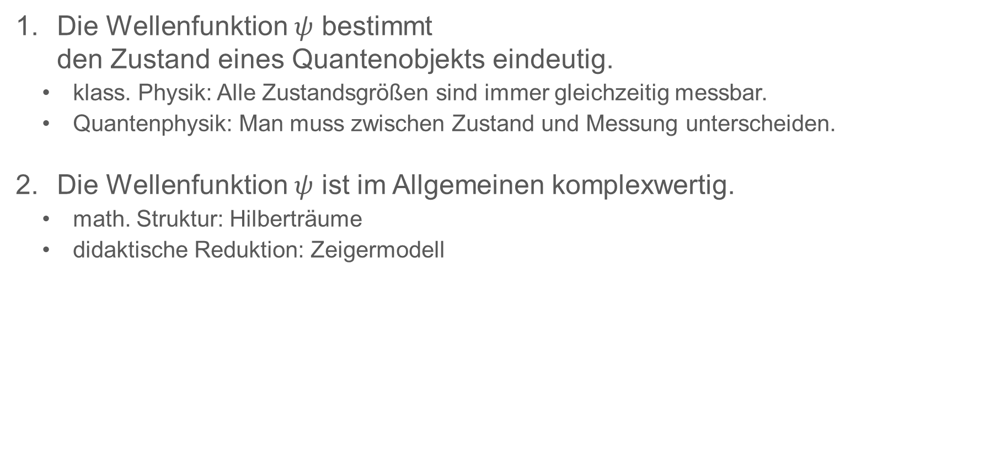 1. Die Wellenfunktion ψ bestimmt
den Zustand eines Quantenobjekts eindeutig.
• klass. Physik: Alle Zustandsgrößen sind immer gleichzeitig messbar.
• Quantenphysik: Man muss zwischen Zustand und Messung unterscheiden.
2. Die Wellenfunktion ψ ist im Allgemeinen komplexwertig.
• math. Struktur: Hilberträume
• didaktische Reduktion: Zeigermodell